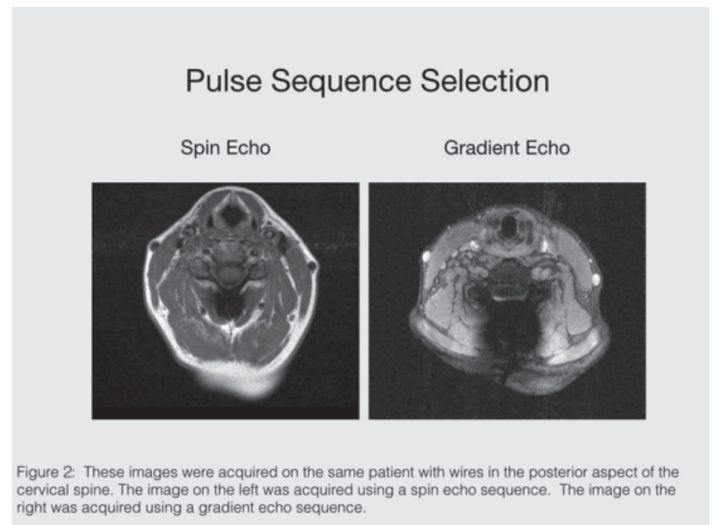 Pulse Sequence Selection
Spin Echo
Gradient Echo
Figure 2:  These images were acquired on the same patient with wires in the posterior aspect of the
cervical spine. The image on the left was acquired using a spin echo sequence.  The image on the
right was acquired using a gradient echo sequence.